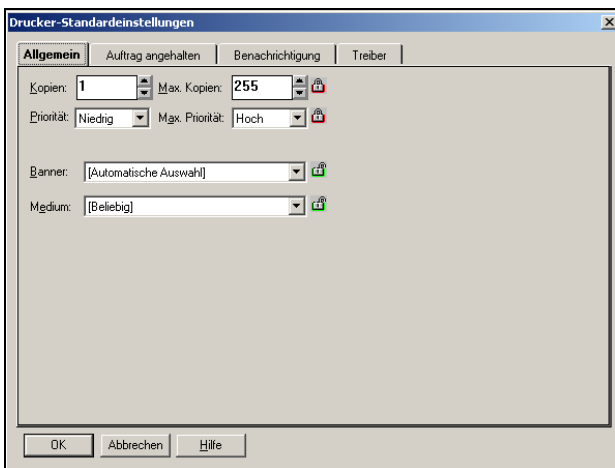 Drucker-Standardeinstellungen
Allgemein Auftrag angehalten Benachrichtigung Treiber
Kopien: 1 Max. Kopien: 255
Priorität: Niedrig Max. Priorität: Hoch
Banner: [Automatische Auswahl]
Medium: [Beliebig]
OK Abbrechen Hilfe